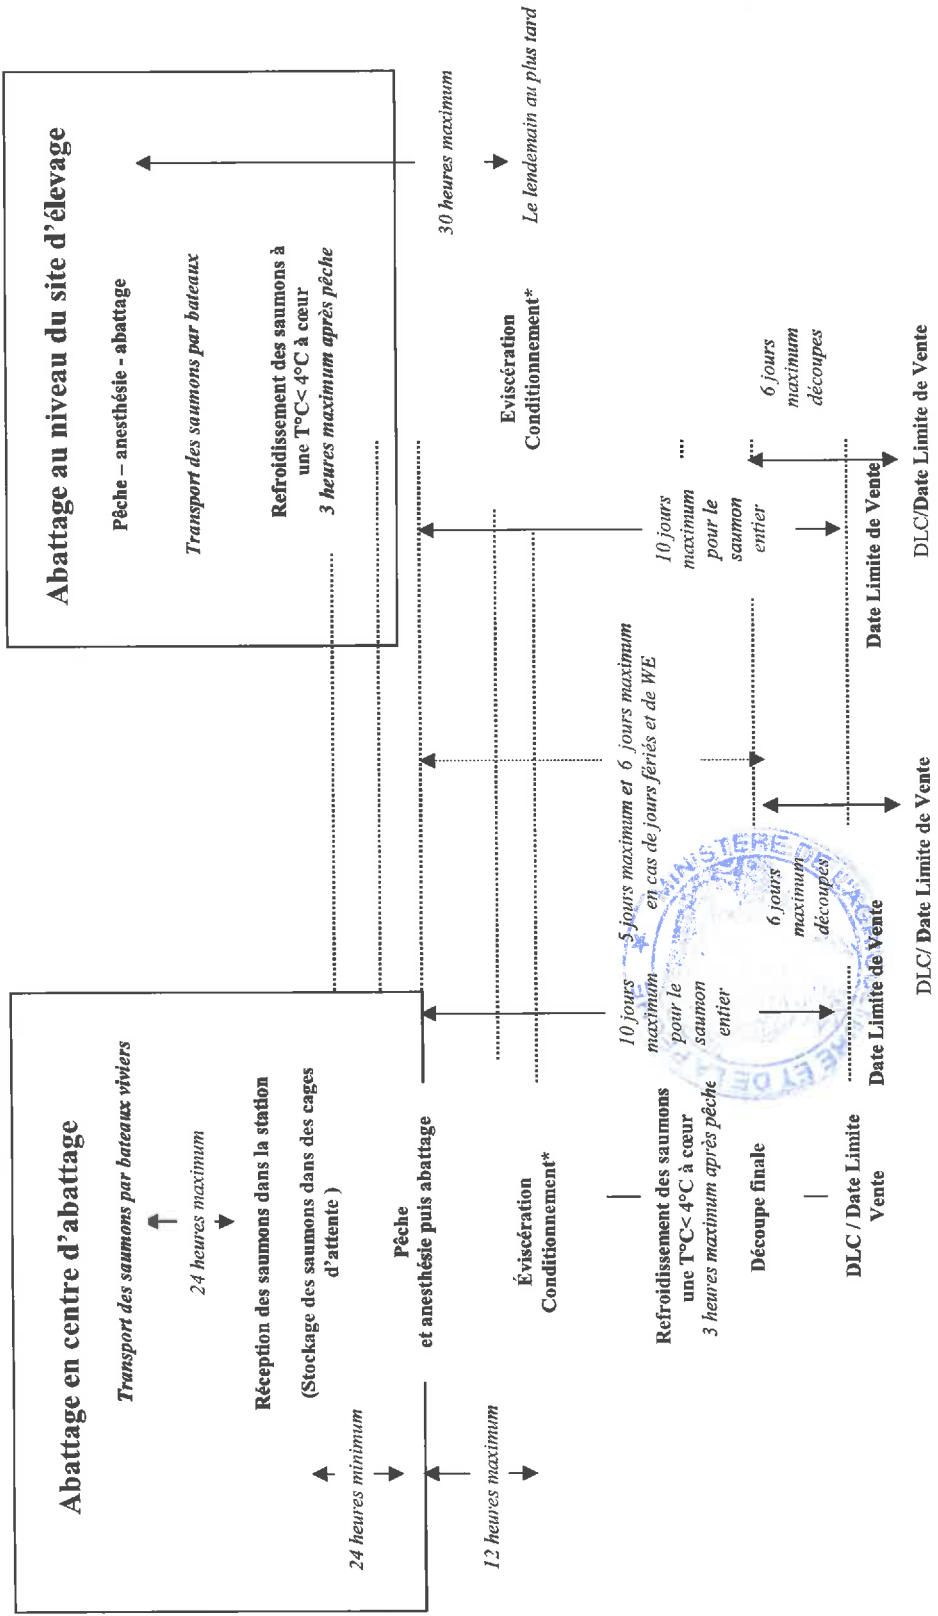 Abattage en centre d'abattage
Transport des saumons par bateaux viviers
24 heures maximum
Réception des saumons dans la station
(Stockage des saumons dans des cages
d'attente )
24 heures minimum
Pêche
et anesthésie puis abattage
12 heures maximum
Éviscération
Conditionnement*
Refroidissement des saumons
une T°C< 4°C à cœur
3 heures maximum après pêche
Découpe finale
DLC / Date Limite
Vente
10 jours
maximum
pour le
saumon
entier
Date Limite de Vente
5 jours maximum et 6 jours maximum
en cas de jours fériés et de WE
6 jours
maximum
découpes
DLC/ Date Limite de Vente
MINISTERE DE L'AGRICULTURE ET DE LA PECHE
Abattage au niveau du site d'élevage
Pêche – anesthésie - abattage
Transport des saumons par bateaux
Refroidissement des saumons à
une T°C< 4°C à cœur
3 heures maximum après pêche
30 heures maximum
Le lendemain au plus tard
Eviscération
Conditionnement*
10 jours
maximum
pour le
saumon
entier
...
6 jours
maximum
découpes
Date Limite de Vente
DLC/Date Limite de Vente